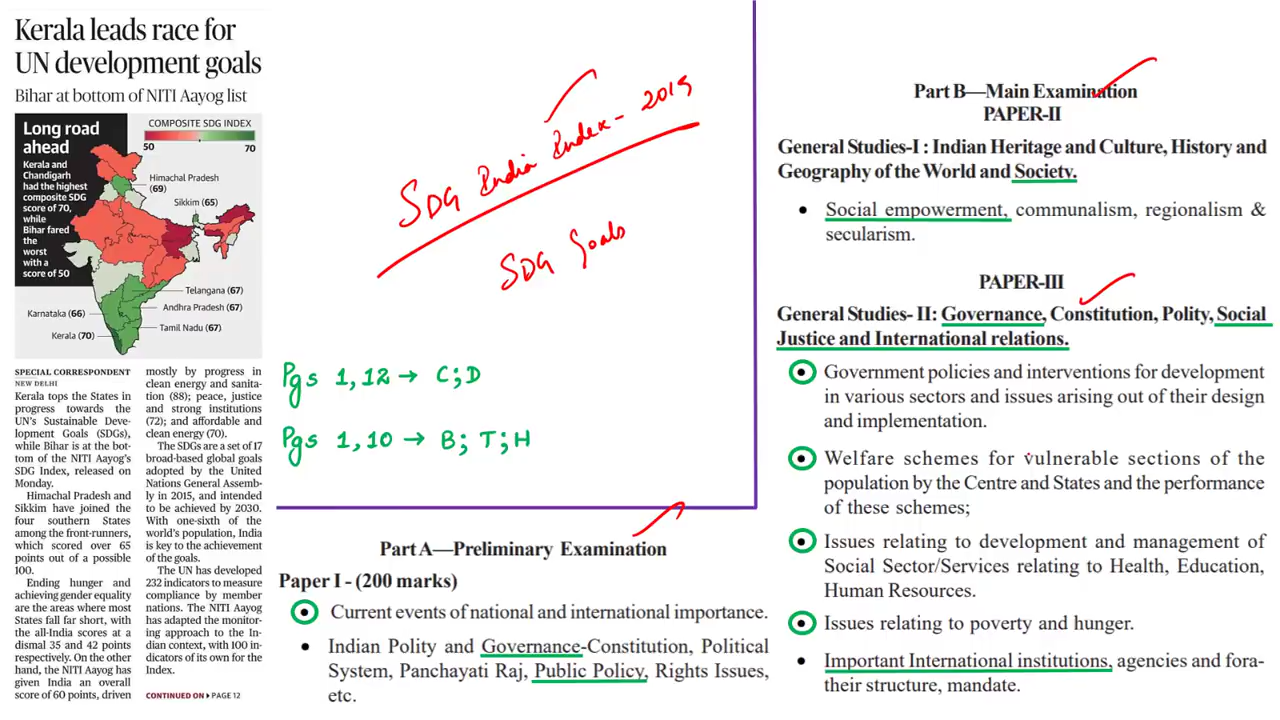 Kerala leads race for
UN development goals
Bihar at bottom of NITI Aayog list
Long road
ahead
Kerala and
Chandigarh
had the highest
composite SDG
score of 70,
while
Bihar fared
the
worst
with a
score of 50
COMPOSITE SDG INDEX
50 70
Himachal Pradesh
(69)
Sikkim (65)
Telangana (67)
Andhra Pradesh (67)
Karnataka (66)
Tamil Nadu (67)
Kerala (70)
SPECIAL CORRESPONDENT
NEW DELHI
Kerala tops the States in
progress towards the
UN's Sustainable Deve-
lopment Goals (SDGs),
while Bihar is at the bot-
tom of the NITI Aayog's
SDG Index, released on
Monday.
Himachal Pradesh and
Sikkim have joined the
four southern States
among the front-runners,
which scored over 65
points out of a possible
100.
Ending hunger and
achieving gender equality
are the areas where most
States fall far short, with
the all-India scores at a
dismal 35 and 42 points
respectively. On the other
hand, the NITI Aayog has
given India an overall
score of 60 points, driven
mostly by progress in
clean energy and sanita-
tion (88); peace, justice
and strong institutions
(72); and affordable and
clean energy (70).
The SDGs are a set of 17
broad-based global goals
adopted by the United
Nations General Assemb-
ly in 2015, and intended
to be achieved by 2030.
With one-sixth of the
world's population, India
is key to the achievement
of the goals.
The UN has developed
232 indicators to measure
compliance by member
nations. The NITI Aayog
has adapted the monitor-
ing approach to the In-
dian context, with 100 in-
dicators of its own for the
Index.
CONTINUED ON PAGE 12
SDG India Index - 2019
SDG Goals
Pgs 1,12 → C; D
Pgs 1,10 → B; T; H
Part A—Preliminary Examination
Paper I - (200 marks)
• Current events of national and international importance.
• Indian Polity and Governance-Constitution, Political
System, Panchayati Raj, Public Policy, Rights Issues,
etc.
Part B—Main Examination
PAPER-II
General Studies-I : Indian Heritage and Culture, History and
Geography of the World and Society.
• Social empowerment, communalism, regionalism &
secularism.
PAPER-III
General Studies- II: Governance, Constitution, Polity, Social
Justice and International relations.
• Government policies and interventions for development
in various sectors and issues arising out of their design
and implementation.
• Welfare schemes for vulnerable sections of the
population by the Centre and States and the performance
of these schemes;
• Issues relating to development and management of
Social Sector/Services relating to Health, Education,
Human Resources.
• Issues relating to poverty and hunger.
• Important International institutions, agencies and fora-
their structure, mandate.